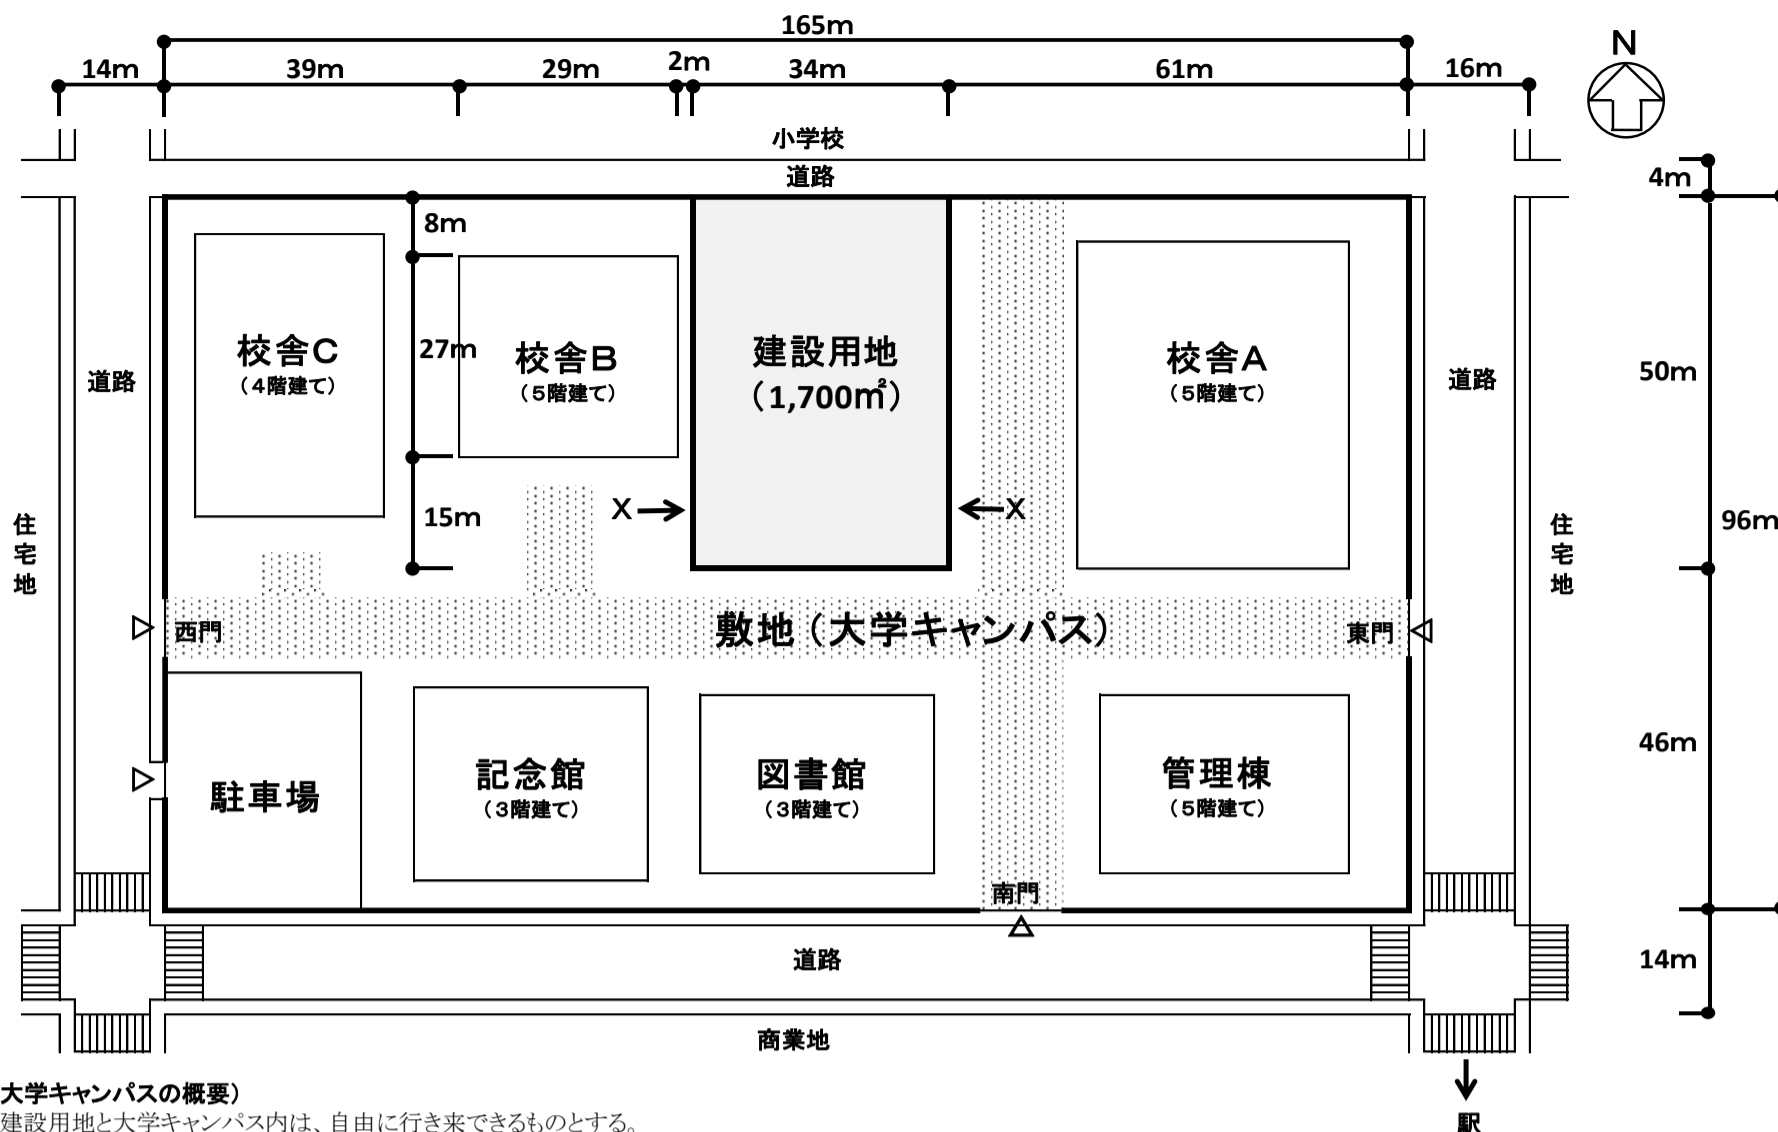 165m
14m
39m
29m
2m
34m
61m
16m
N
小学校
道路
4m
8m
校舎C
(4階建て)
27m
校舎B
(5階建て)
建設用地
(1,700㎡)
校舎A
(5階建て)
道路
道路
50m
15m
X
X
住宅地
住宅地
96m
西門
敷地(大学キャンパス)
東門
駐車場
記念館
(3階建て)
図書館
(3階建て)
管理棟
(5階建て)
46m
南門
道路
14m
商業地
大学キャンパスの概要)
建設用地と大学キャンパス内は、自由に行き来できるものとする。
駅